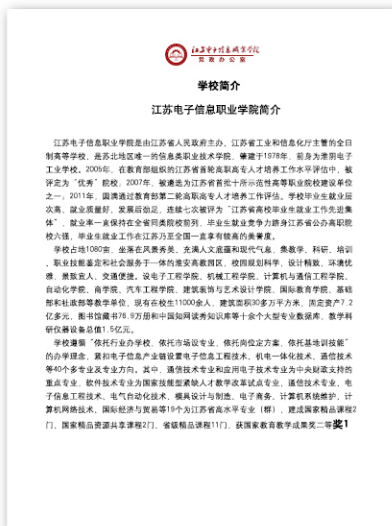 江苏电子信息职业学院
党政办公室
学校简介
江苏电子信息职业学院简介
江苏电子信息职业学院是由江苏省人民政府主办、江苏省工业和信息化厅主管的全日
制高等学校，是苏北地区唯一的信息类职业技术学院。肇建于1978年，前身为淮阴电子
工业学校。2005年，在教育部组织的江苏省首轮高职高专人才培养工作水平评估中，被
评定为“优秀”院校；2007年，被遴选为江苏省首批十所示范性高等职业院校建设单位
之一；2011年，圆满通过教育部第二轮高职高专人才培养工作评估。学校毕业生就业层
次高、就业质量好、发展后劲足，连续七次被评为“江苏省高校毕业生就业工作先进集
体”，就业率一直保持在全省同类院校前列，毕业生就业竞争力跻身江苏省公办高职院
校六强，毕业生就业工作在江苏乃至全国一直享有较高的美誉度。
学校占地1080亩，坐落在风景秀美、充满人文底蕴和现代气息，集教学、科研、培训
、职业技能鉴定和社会服务于一体的淮安高教园区，校园规划科学、设计精致、环境优
雅、景致宜人、交通便捷。设电子工程学院、机械工程学院、计算机与通信工程学院、
自动化学院、商学院、汽车工程学院、建筑装饰与艺术设计学院、国际教育学院、基础
部和社政部等教学单位，现有在校生11000余人，建筑面积30多万平方米，固定资产7.2
亿多元，图书馆藏书76.9万册和中国知网读秀知识库等十余个大型专业数据库，教学科
研仪器设备总值1.5亿元。
学校遵循“依托行业办学校、依托市场设专业、依托岗位定方案、依托基地训技能”
的办学理念，紧扣电子信息产业链设置电子信息工程技术、机电一体化技术、通信技术
等40多个专业及专业方向。其中，通信技术专业和应用电子技术专业为中央财政支持的
重点专业，软件技术专业为国家技能型紧缺人才教学改革试点专业，通信技术专业、电
子信息工程技术、电气自动化技术、模具设计与制造、电子商务、计算机系统维护、计
算机网络技术、国际经济与贸易等19个为江苏省高水平专业（群），建成国家精品课程2
门、国家精品资源共享课程2门、省级精品课程11门，获国家教育教学成果奖二等奖1